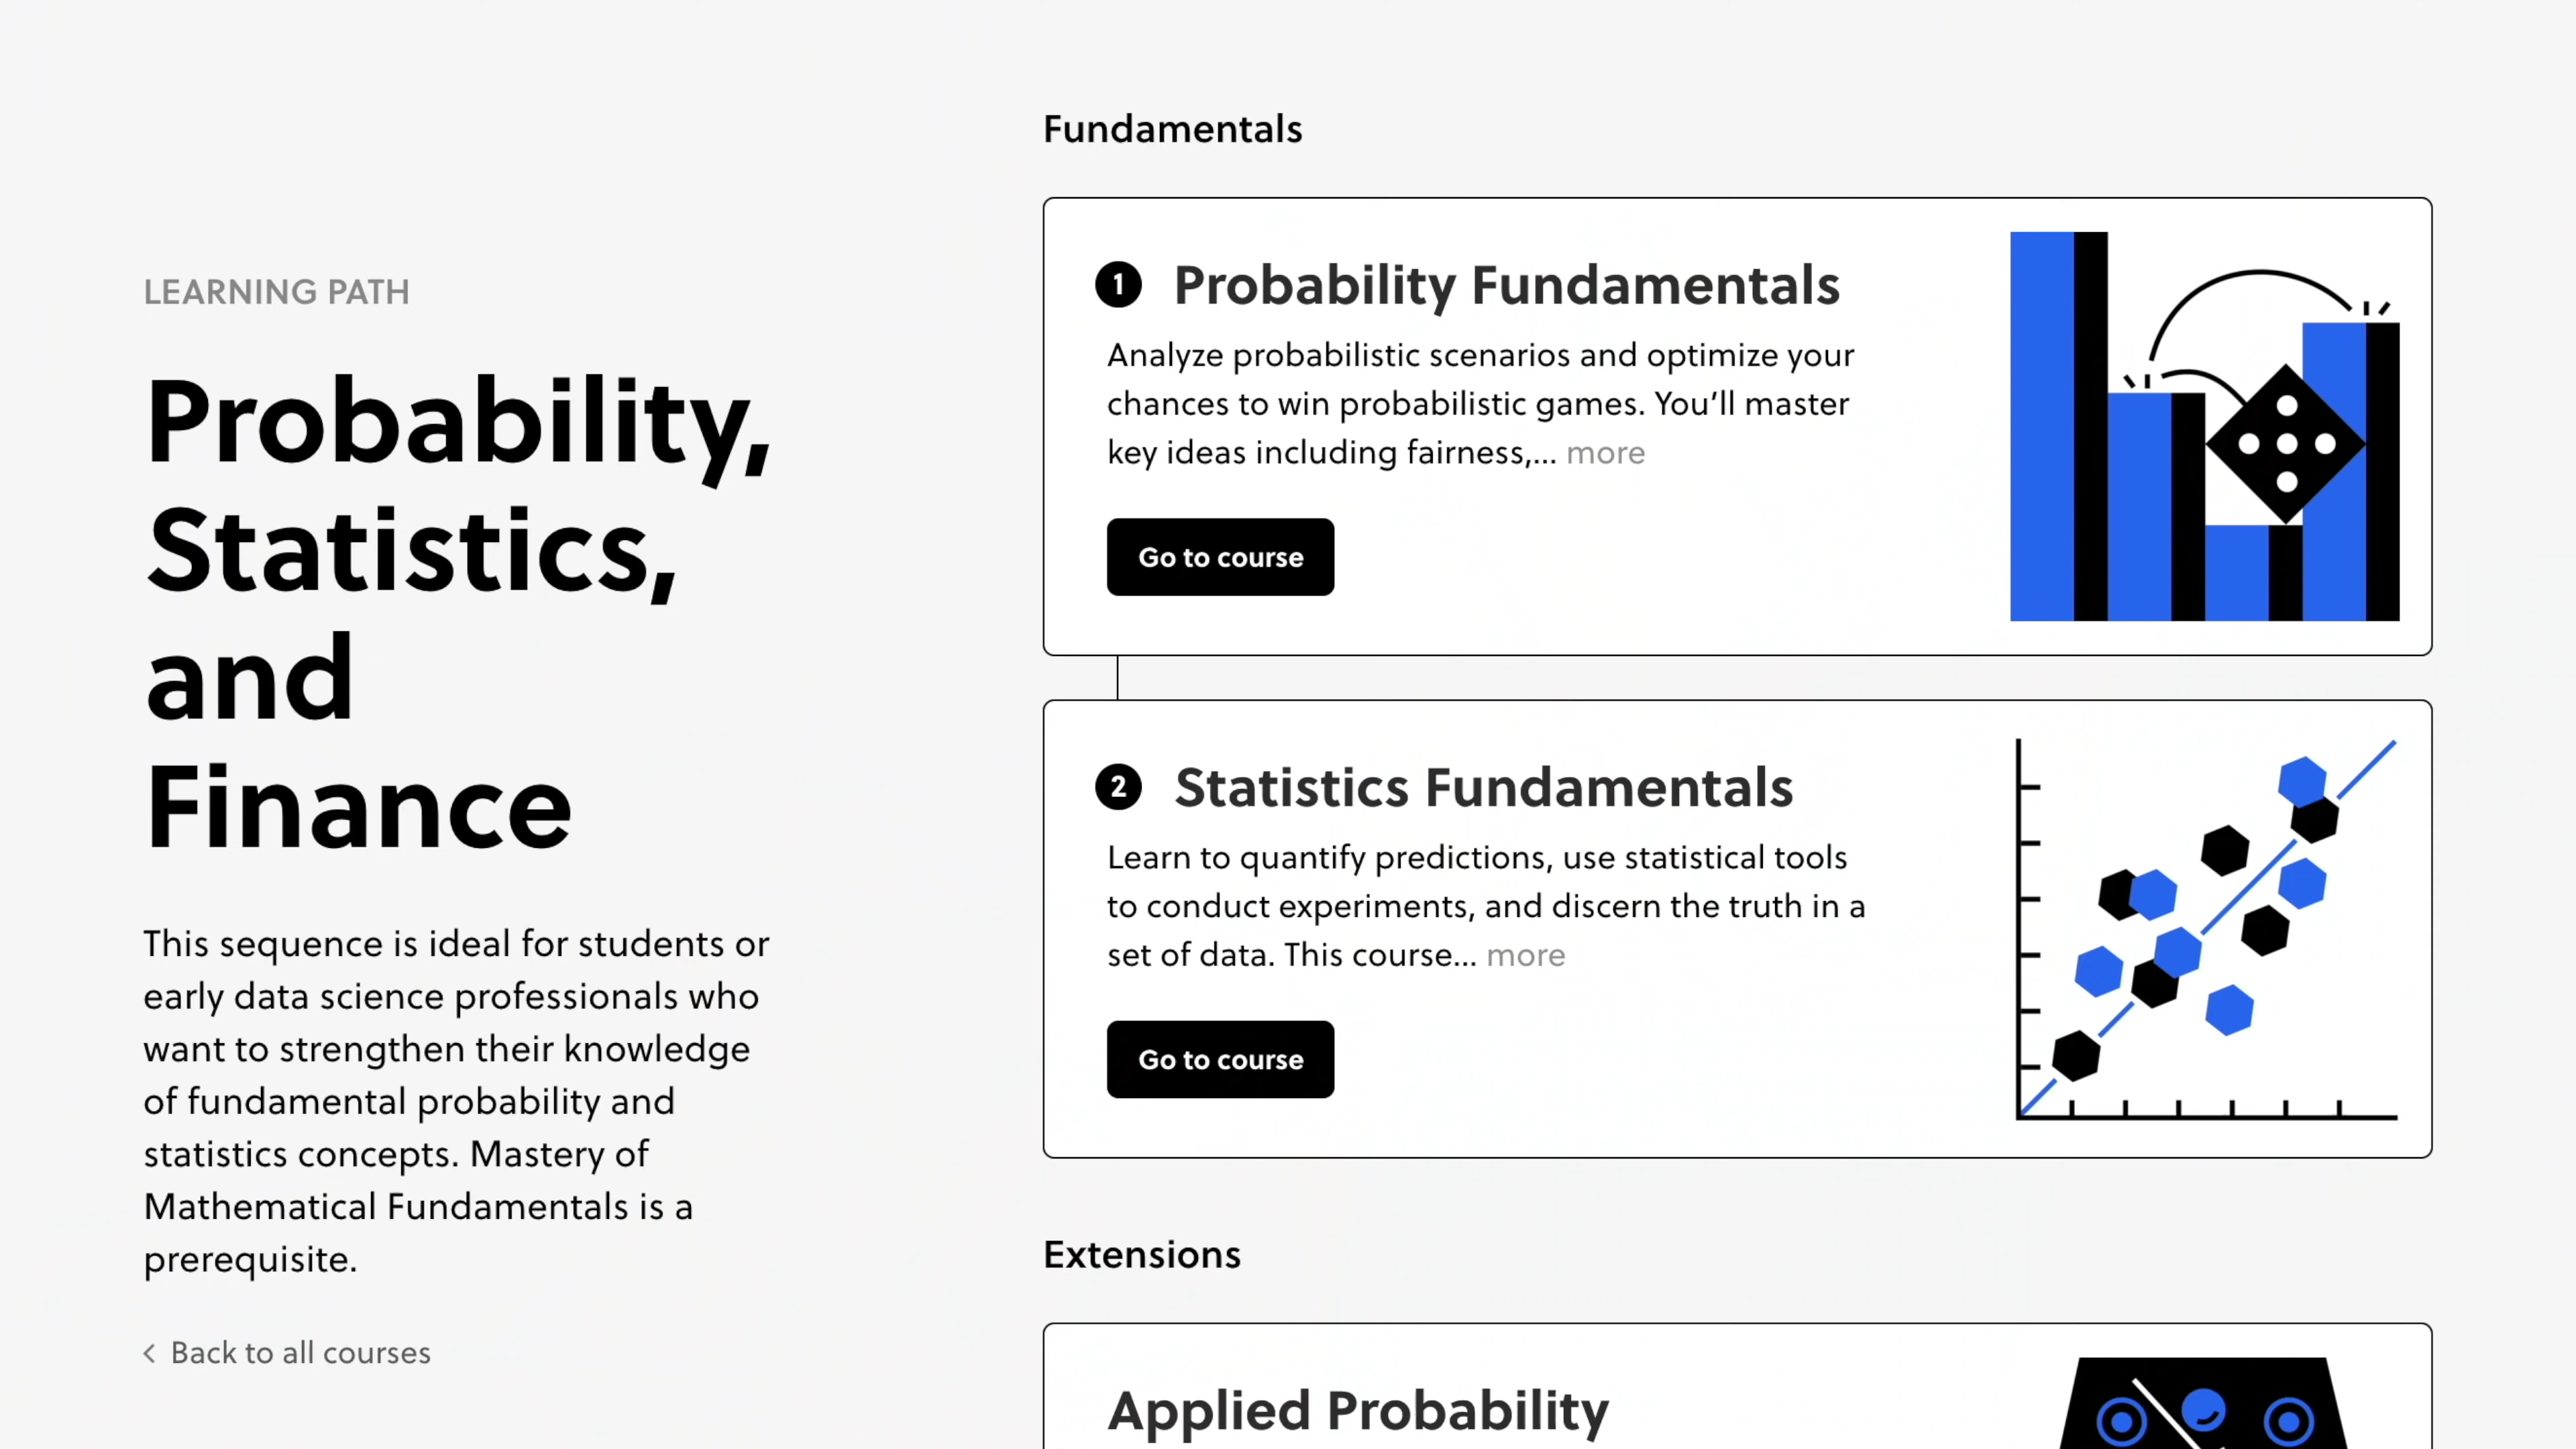 LEARNING PATH
Probability,
Statistics,
and
Finance
This sequence is ideal for students or
early data science professionals who
want to strengthen their knowledge
of fundamental probability and
statistics concepts. Mastery of
Mathematical Fundamentals is a
prerequisite.
Back to all courses
Fundamentals
1 Probability Fundamentals
Analyze probabilistic scenarios and optimize your
chances to win probabilistic games. You’ll master
key ideas including fairness,... more
Go to course
2 Statistics Fundamentals
Learn to quantify predictions, use statistical tools
to conduct experiments, and discern the truth in a
set of data. This course... more
Go to course
Extensions
Applied Probability